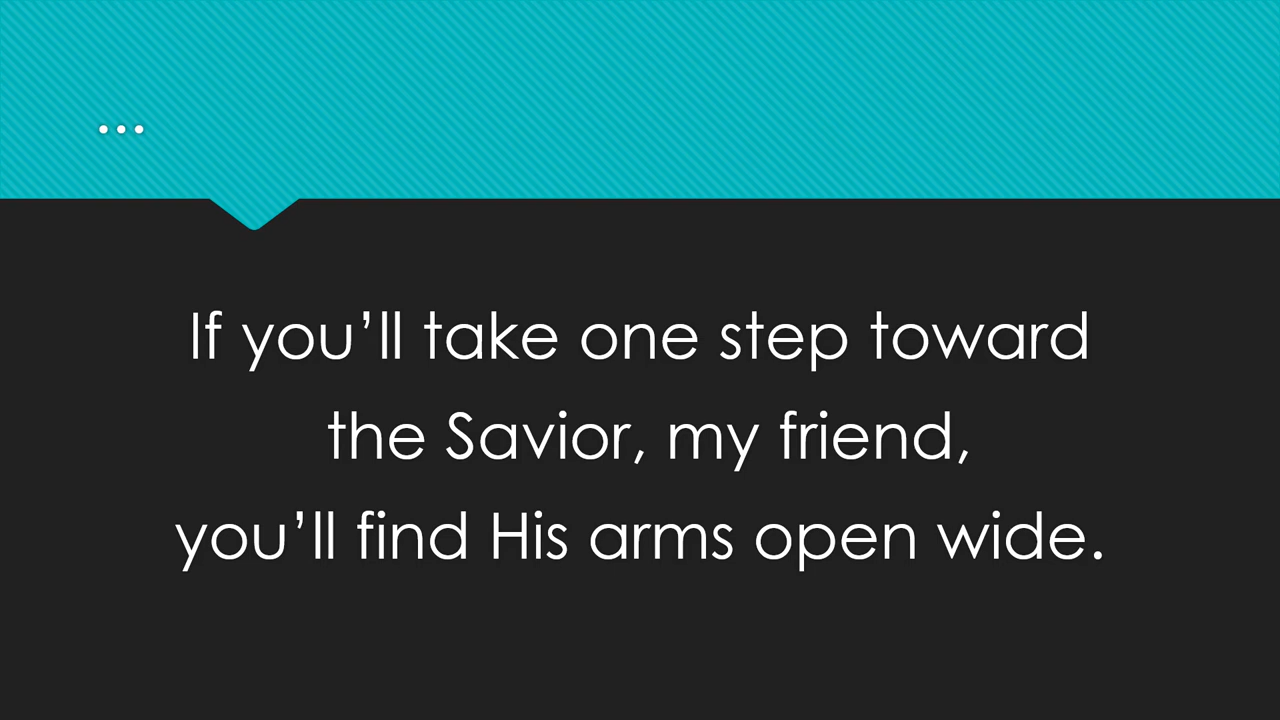 ...
If you’ll take one step toward
the Savior, my friend,
you’ll find His arms open wide.